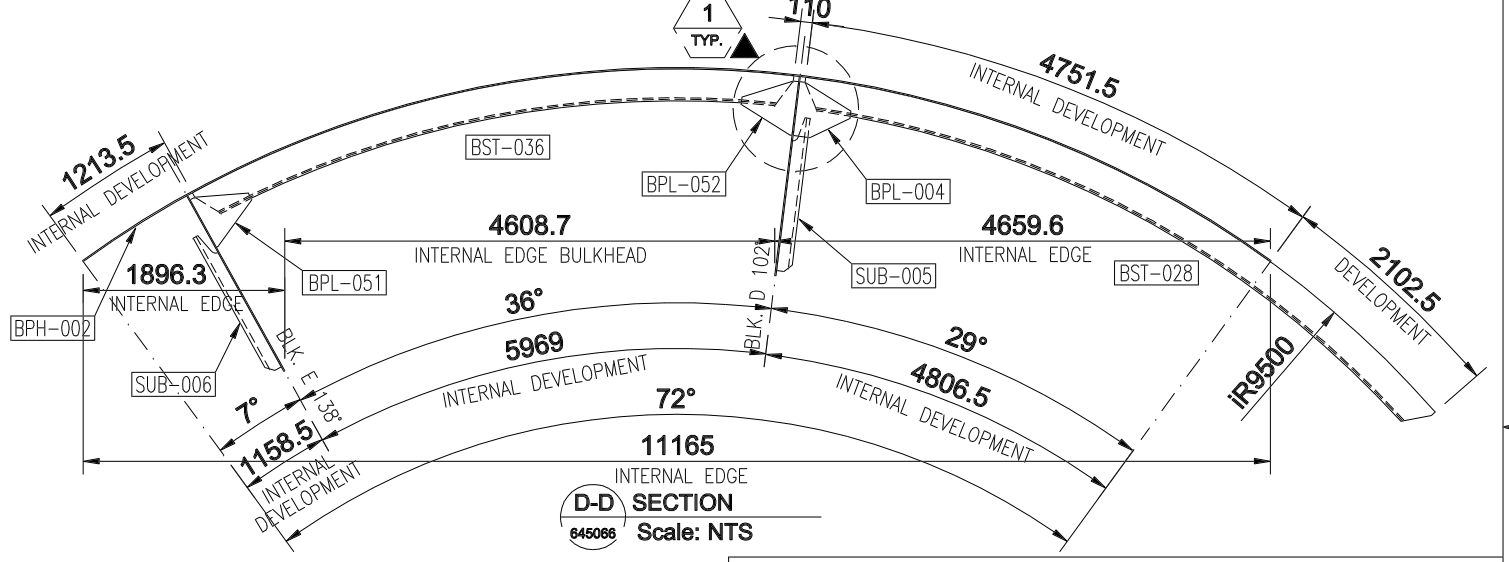 1
TYP.
110
4751.5
INTERNAL DEVELOPMENT
1213.5
INTERNAL DEVELOPMENT
BST-036
BPL-052
BPL-004
4608.7
INTERNAL EDGE BULKHEAD
4659.6
INTERNAL EDGE
2102.5
DEVELOPMENT
1896.3
INTERNAL EDGE
BPL-051
SUB-005
BST-028
BPH-002
36°
BLK. D 102°
29°
5969
INTERNAL DEVELOPMENT
iR9500
SUB-006
BLK. E 138°
7°
72°
4806.5
INTERNAL DEVELOPMENT
1158.5
INTERNAL
DEVELOPMENT
11165
INTERNAL EDGE
D-D SECTION
645066 Scale: NTS